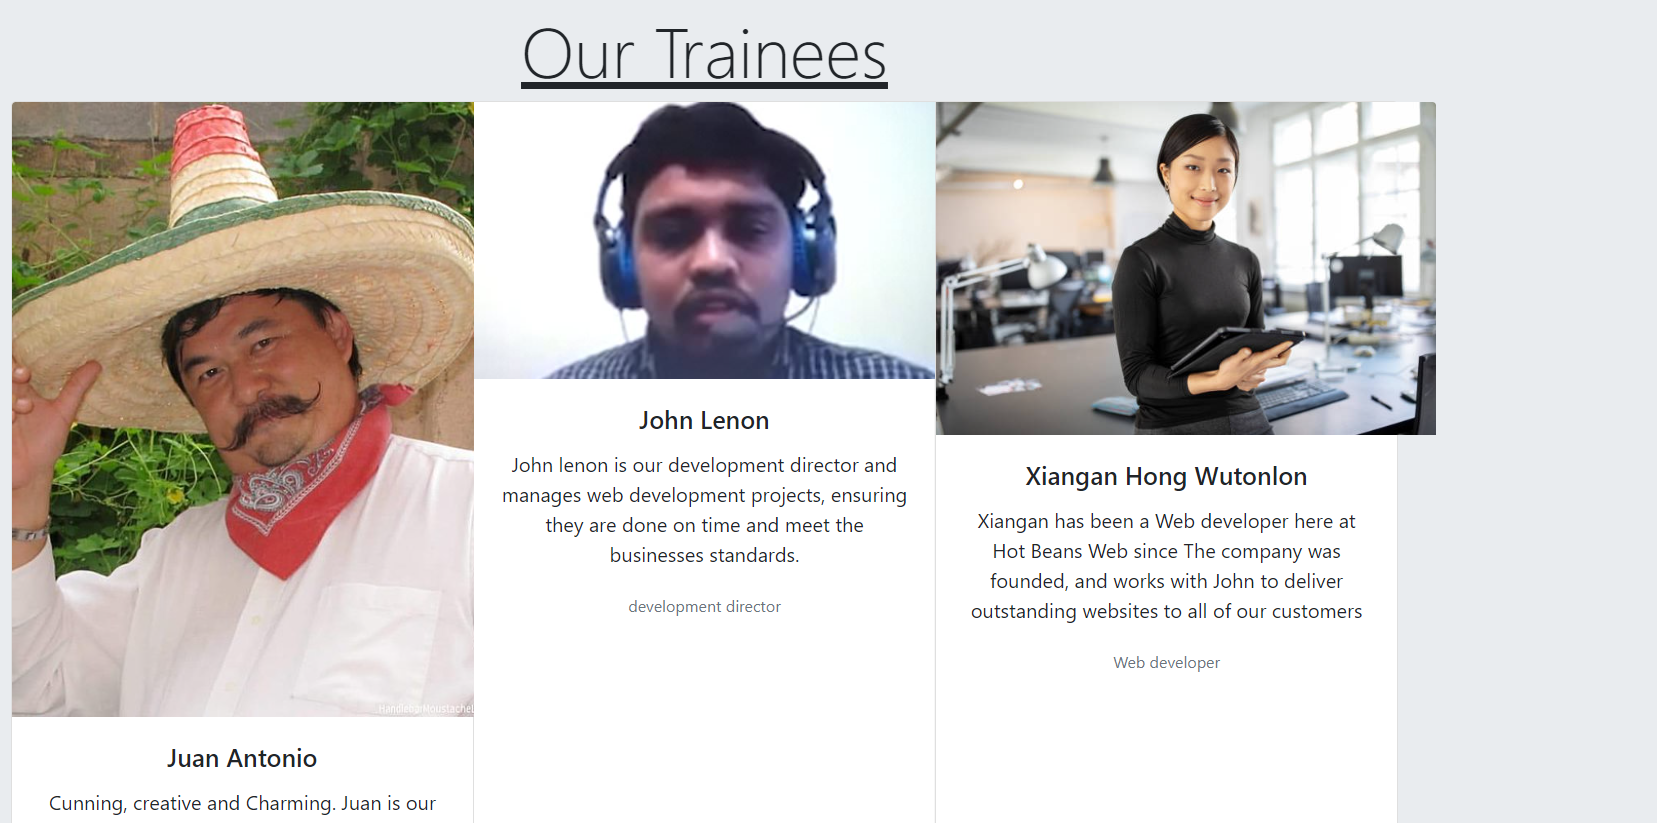 Our Trainees
HandlebarMoustacheL
Juan Antonio
Cunning, creative and Charming. Juan is our
John Lenon
John lenon is our development director and
manages web development projects, ensuring
they are done on time and meet the
businesses standards.
development director
Xiangan Hong Wutonlon
Xiangan has been a Web developer here at
Hot Beans Web since The company was
founded, and works with John to deliver
outstanding websites to all of our customers
Web developer